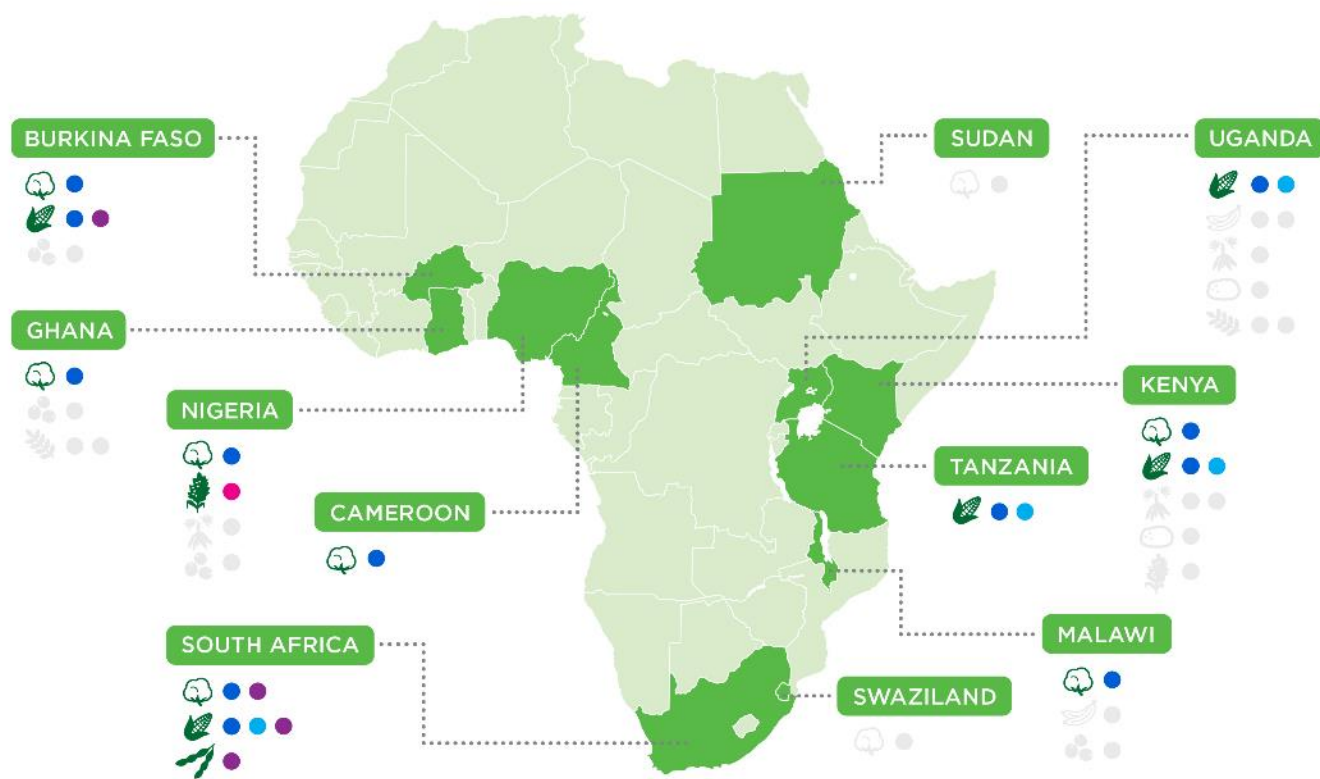 BURKINA FASO
SUDAN
UGANDA
GHANA
KENYA
NIGERIA
TANZANIA
CAMEROON
SOUTH AFRICA
MALAWI
SWAZILAND